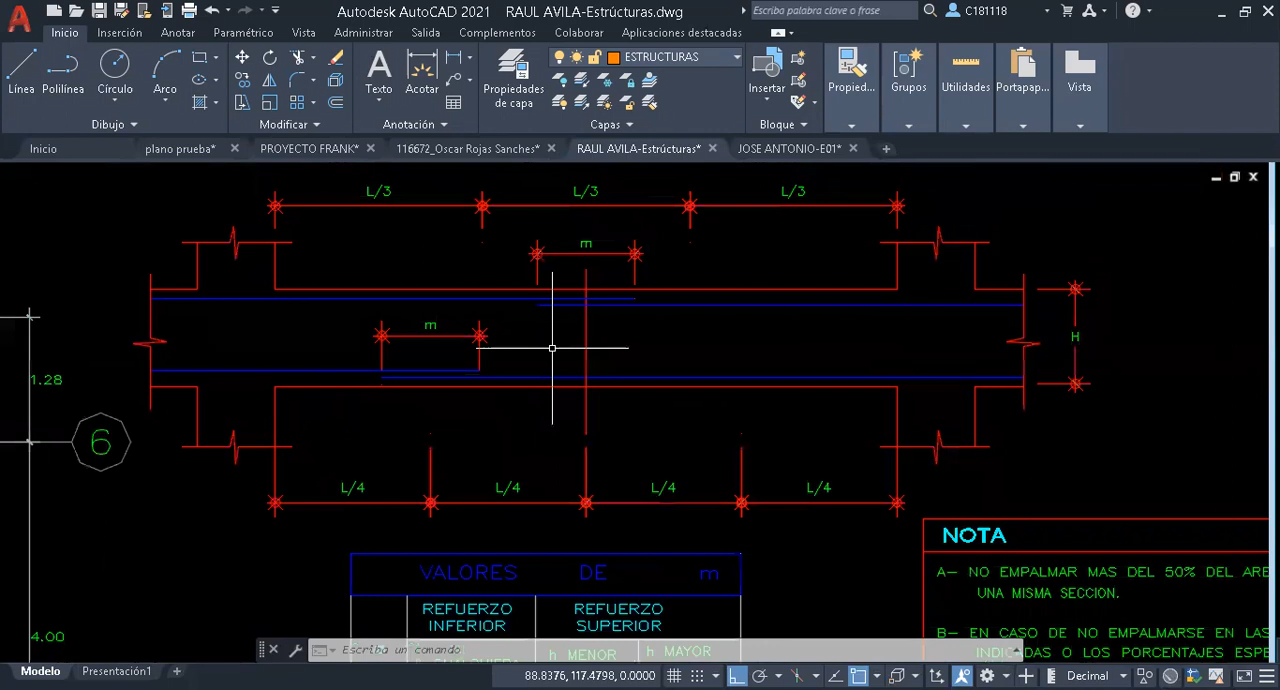 Autodesk AutoCAD 2021 RAUL AVILA-Estrúcturas.dwg
Escriba palabra clave o frase
C181118
Inicio Inserción Anotar Paramétrico Vista Administrar Salida Complementos Colaborar Aplicaciones destacadas
Línea Polilínea Círculo Arco
Texto Acotar
Propiedades de capa
ESTRUCTURAS
Insertar
Propied... Grupos Utilidades Portapap... Vista
Dibujo Modificar Anotación Capas Bloque
Inicio plano prueba* PROYECTO FRANK* 116672_Oscar Rojas Sanches* RAUL AVILA-Estrúcturas* JOSE ANTONIO-E01*
L/3 L/3 L/3
m
m
H
1.28
6
L/4 L/4 L/4 L/4
NOTA
VALORES DE m
A- NO EMPALMAR MAS DEL 50% DEL ARE
UNA MISMA SECCION.
REFUERZO INFERIOR
REFUERZO SUPERIOR
B- EN CASO DE NO EMPALMARSE EN LAS
4.00
h MENOR h MAYOR
Escriba un comando
Modelo Presentación1
88.8376, 117.4798, 0.0000
Decimal